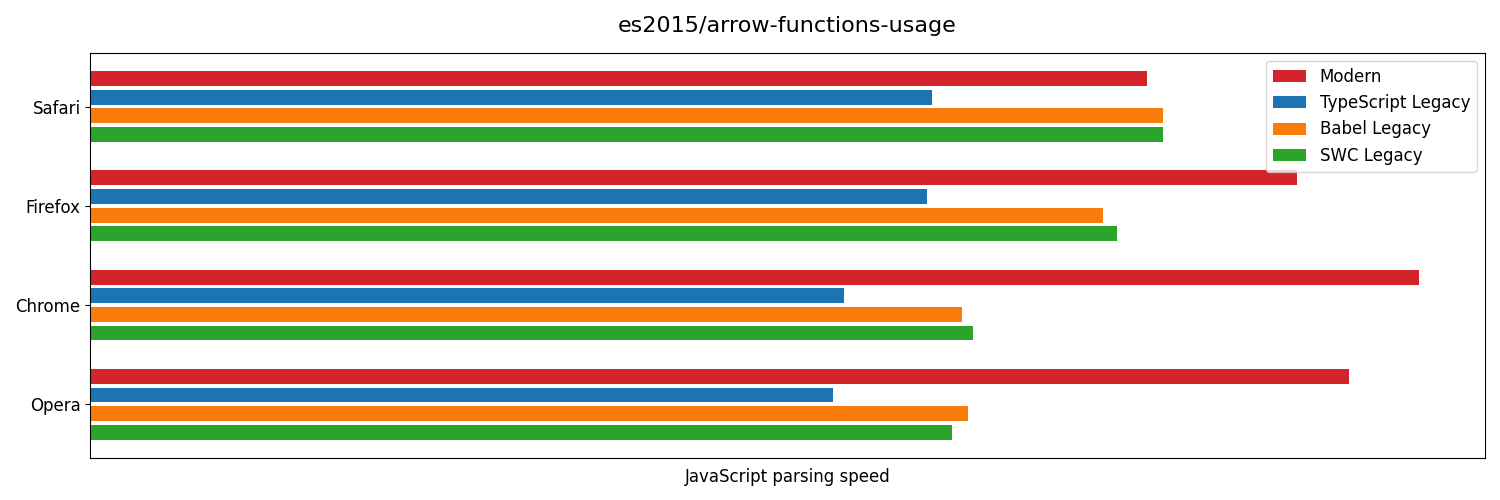 es2015/arrow-functions-usage
Modern
TypeScript Legacy
Babel Legacy
SWC Legacy
Safari
Firefox
Chrome
Opera
JavaScript parsing speed